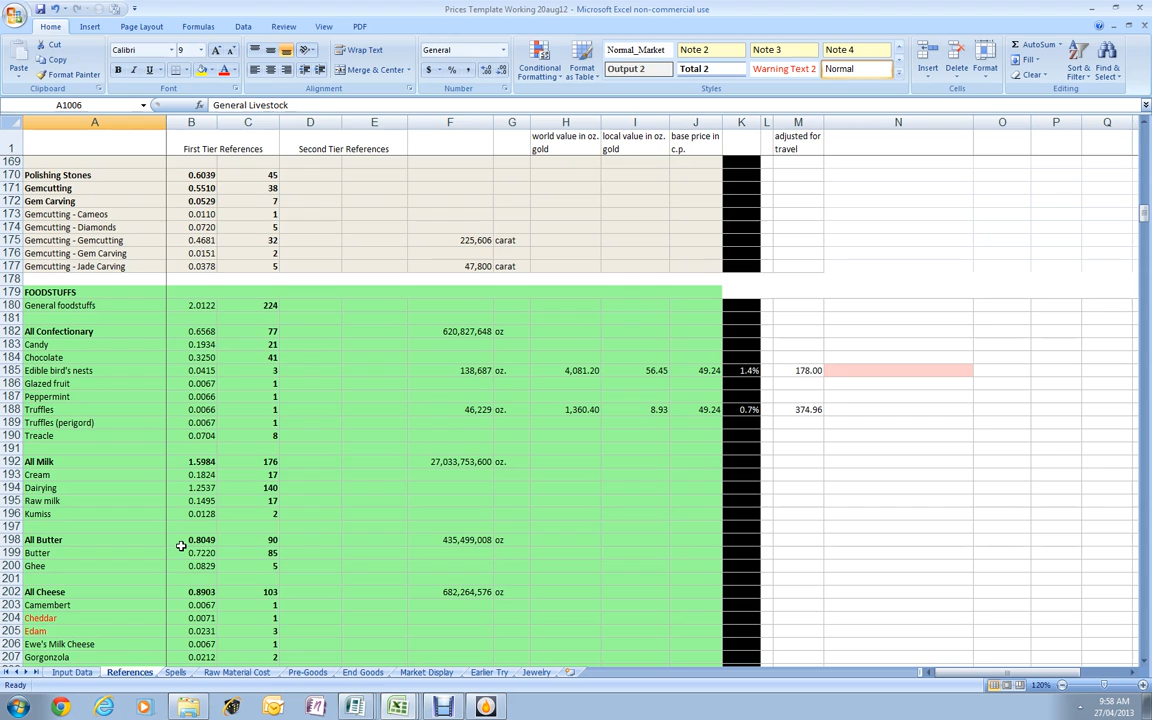 Prices Template Working 20aug12 - Microsoft Excel non-commercial use
Home Insert Page Layout Formulas Data Review View PDF
Cut
Copy
Format Painter
Paste
Clipboard
Calibri 9
B I U
Font
Wrap Text
Merge & Center
Alignment
General
$ % ,
Number
Conditional Formatting
Format as Table
Normal_Market Note 2 Note 3 Note 4
Output 2 Total 2 Warning Text 2 Normal
Styles
Insert Delete Format
Cells
AutoSum
Fill
Clear
Sort & Filter
Find & Select
Editing
A1006 fx General Livestock
A B C D E F G H I J K L M N O P Q
1 First Tier References Second Tier References world value in oz. gold local value in oz. gold base price in c.p. adjusted for travel
169
170 Polishing Stones 0.6039 45
171 Gemcutting 0.5510 38
172 Gem Carving 0.0529 7
173 Gemcutting - Cameos 0.0110 1
174 Gemcutting - Diamonds 0.0720 5
175 Gemcutting - Gemcutting 0.4681 32 225,606 carat
176 Gemcutting - Gem Carving 0.0151 2
177 Gemcutting - Jade Carving 0.0378 5 47,800 carat
178
179 FOODSTUFFS
180 General foodstuffs 2.0122 224
181
182 All Confectionary 0.6568 77 620,827,648 oz
183 Candy 0.1934 21
184 Chocolate 0.3250 41
185 Edible bird's nests 0.0415 3 138,687 oz. 4,081.20 56.45 49.24 1.4% 178.00
186 Glazed fruit 0.0067 1
187 Peppermint 0.0066 1
188 Truffles 0.0066 1 46,229 oz. 1,360.40 8.93 49.24 0.7% 374.96
189 Truffles (perigord) 0.0067 1
190 Treacle 0.0704 8
191
192 All Milk 1.5984 176 27,033,753,600 oz.
193 Cream 0.1824 17
194 Dairying 1.2537 140
195 Raw milk 0.1495 17
196 Kumiss 0.0128 2
197
198 All Butter 0.8049 90 435,499,008 oz
199 Butter 0.7220 85
200 Ghee 0.0829 5
201
202 All Cheese 0.8903 103 682,264,576 oz
203 Camembert 0.0067 1
204 Cheddar 0.0071 1
205 Edam 0.0231 3
206 Ewe's Milk Cheese 0.0067 1
207 Gorgonzola 0.0212 2
Input Data References Spells Raw Material Cost Pre-Goods End Goods Market Display Earlier Try Jewelry
Ready 120%
9:58 AM
27/04/2013